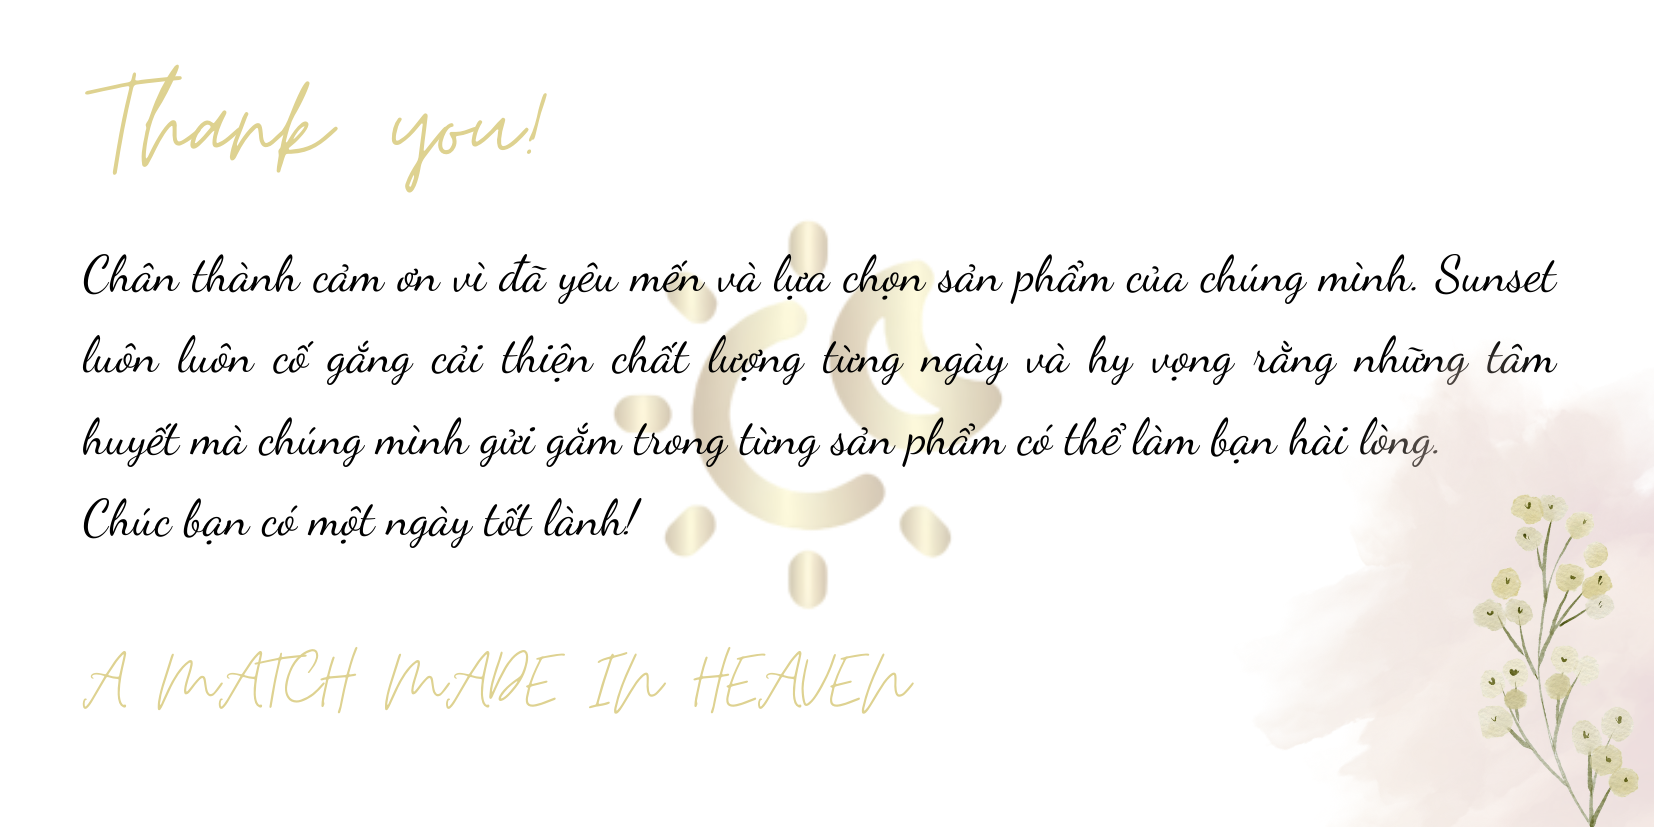 Thank you!
Chân thành cảm ơn vì đã yêu mến và lựa chọn sản phẩm của chúng mình. Sunset
luôn luôn cố gắng cải thiện chất lượng từng ngày và hy vọng rằng những tâm
huyết mà chúng mình gửi gắm trong từng sản phẩm có thể làm bạn hài lòng.
Chúc bạn có một ngày tốt lành!
A MATCH MADE IN HEAVEN